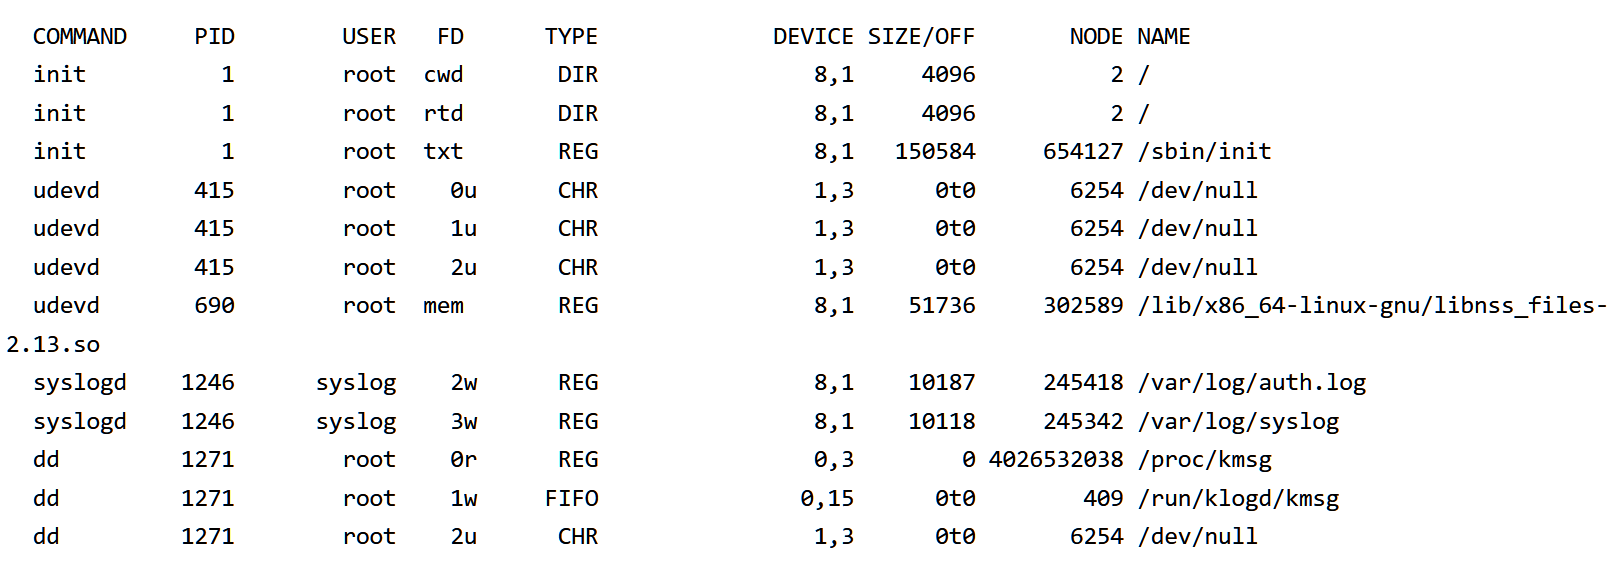 COMMAND     PID        USER   FD      TYPE             DEVICE SIZE/OFF       NODE NAME
init          1        root  cwd       DIR                8,1     4096          2 /
init          1        root  rtd       DIR                8,1     4096          2 /
init          1        root  txt       REG                8,1   150584     654127 /sbin/init
udevd       415        root    0u      CHR                1,3      0t0       6254 /dev/null
udevd       415        root    1u      CHR                1,3      0t0       6254 /dev/null
udevd       415        root    2u      CHR                1,3      0t0       6254 /dev/null
udevd       690        root  mem       REG                8,1    51736     302589 /lib/x86_64-linux-gnu/libnss_files-
2.13.so
syslogd    1246      syslog    2w      REG                8,1    10187     245418 /var/log/auth.log
syslogd    1246      syslog    3w      REG                8,1    10118     245342 /var/log/syslog
dd         1271        root    0r      REG                0,3        0 4026532038 /proc/kmsg
dd         1271        root    1w     FIFO               0,15      0t0        409 /run/klogd/kmsg
dd         1271        root    2u      CHR                1,3      0t0       6254 /dev/null